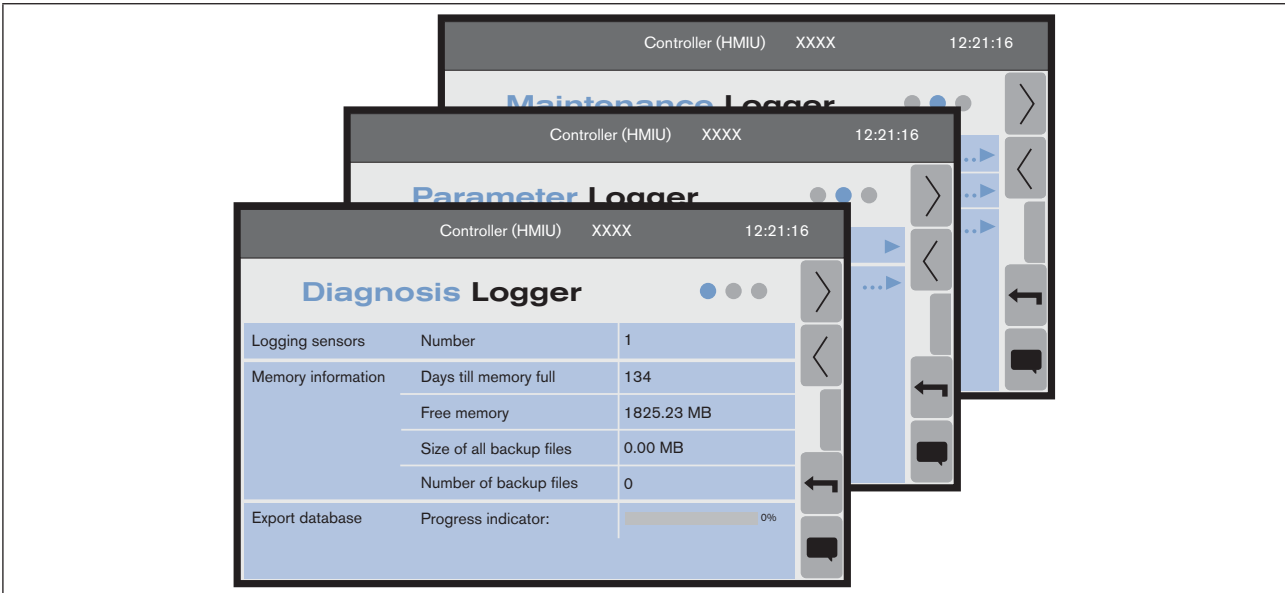 Controller (HMIU) XXXX 12:21:16
Maintenance Logger
Controller (HMIU) XXXX 12:21:16
Parameter Logger
Controller (HMIU) XXXX 12:21:16
Diagnosis Logger
Logging sensors Number 1
Memory information Days till memory full 134
Free memory 1825.23 MB
Size of all backup files 0.00 MB
Number of backup files 0
Export database Progress indicator: 0%